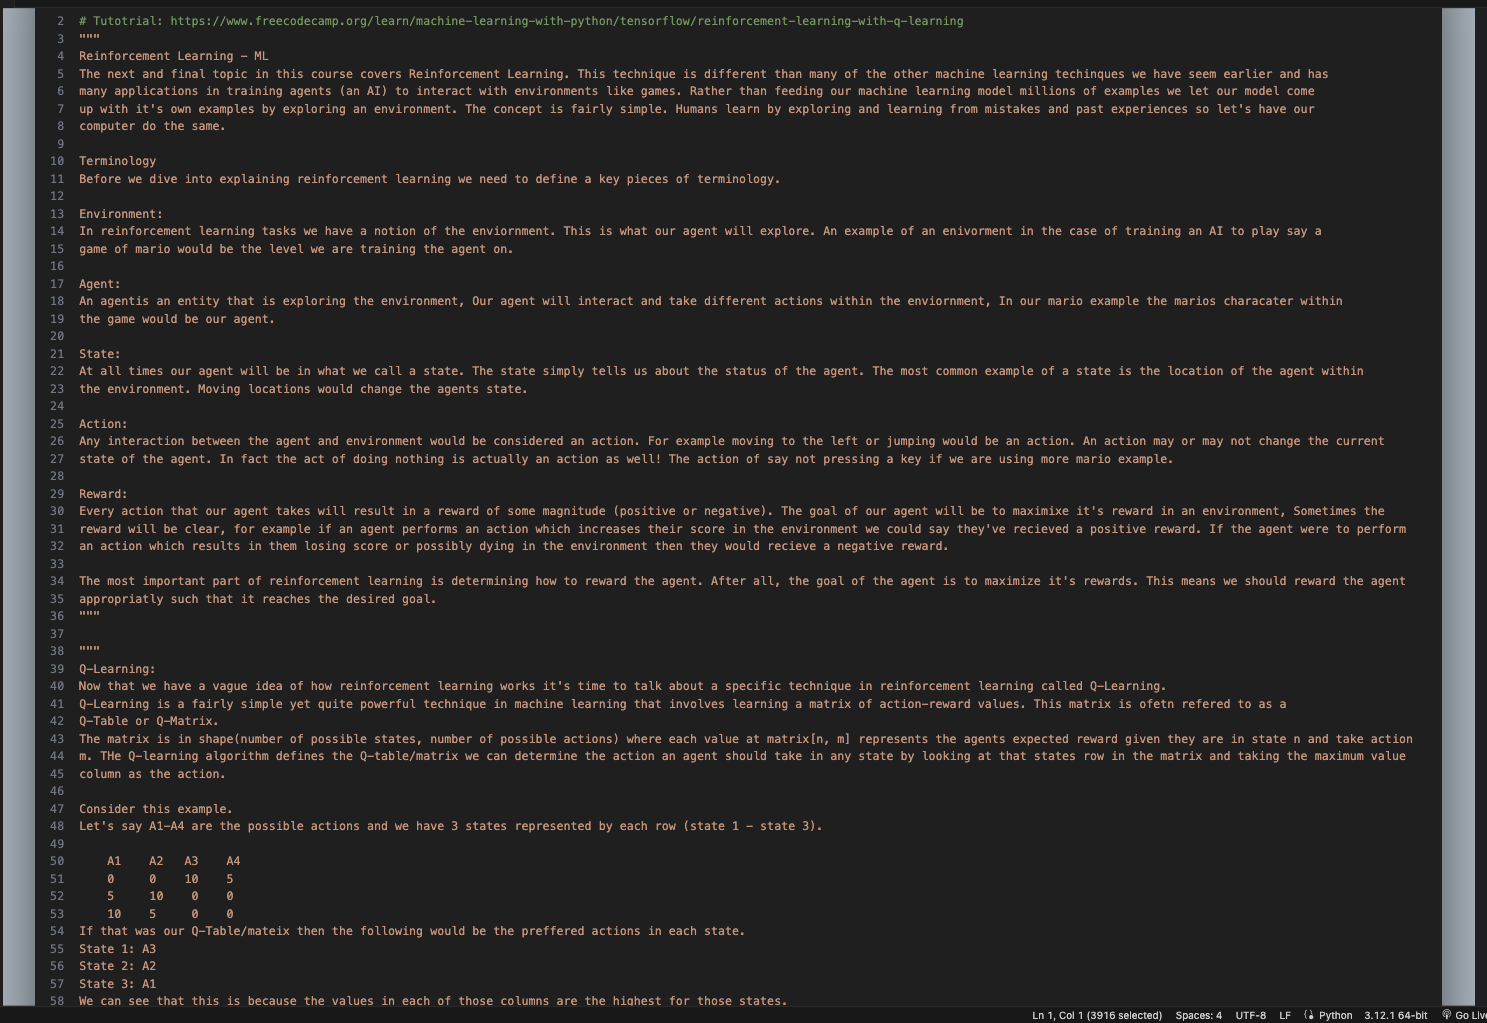 2 # Tutotrial: https://www.freecodecamp.org/learn/machine-learning-with-python/tensorflow/reinforcement-learning-with-q-learning
3 """
4 Reinforcement Learning - ML
5 The next and final topic in this course covers Reinforcement Learning. This technique is different than many of the other machine learning techinques we have seem earlier and has
6 many applications in training agents (an AI) to interact with environments like games. Rather than feeding our machine learning model millions of examples we let our model come
7 up with it's own examples by exploring an environment. The concept is fairly simple. Humans learn by exploring and learning from mistakes and past experiences so let's have our
8 computer do the same.
9
10 Terminology
11 Before we dive into explaining reinforcement learning we need to define a key pieces of terminology.
12
13 Environment:
14 In reinforcement learning tasks we have a notion of the enviornment. This is what our agent will explore. An example of an enivorment in the case of training an AI to play say a
15 game of mario would be the level we are training the agent on.
16
17 Agent:
18 An agentis an entity that is exploring the environment, Our agent will interact and take different actions within the enviornment, In our mario example the marios characater within
19 the game would be our agent.
20
21 State:
22 At all times our agent will be in what we call a state. The state simply tells us about the status of the agent. The most common example of a state is the location of the agent within
23 the environment. Moving locations would change the agents state.
24
25 Action:
26 Any interaction between the agent and environment would be considered an action. For example moving to the left or jumping would be an action. An action may or may not change the current
27 state of the agent. In fact the act of doing nothing is actually an action as well! The action of say not pressing a key if we are using more mario example.
28
29 Reward:
30 Every action that our agent takes will result in a reward of some magnitude (positive or negative). The goal of our agent will be to maximixe it's reward in an environment, Sometimes the
31 reward will be clear, for example if an agent performs an action which increases their score in the environment we could say they've recieved a positive reward. If the agent were to perform
32 an action which results in them losing score or possibly dying in the environment then they would recieve a negative reward.
33
34 The most important part of reinforcement learning is determining how to reward the agent. After all, the goal of the agent is to maximize it's rewards. This means we should reward the agent
35 appropriatly such that it reaches the desired goal.
36 """
37
38 """
39 Q-Learning:
40 Now that we have a vague idea of how reinforcement learning works it's time to talk about a specific technique in reinforcement learning called Q-Learning.
41 Q-Learning is a fairly simple yet quite powerful technique in machine learning that involves learning a matrix of action-reward values. This matrix is ofetn refered to as a
42 Q-Table or Q-Matrix.
43 The matrix is in shape(number of possible states, number of possible actions) where each value at matrix[n, m] represents the agents expected reward given they are in state n and take action
44 m. THe Q-learning algorithm defines the Q-table/matrix we can determine the action an agent should take in any state by looking at that states row in the matrix and taking the maximum value
45 column as the action.
46
47 Consider this example.
48 Let's say A1-A4 are the possible actions and we have 3 states represented by each row (state 1 - state 3).
49
50 A1 A2 A3 A4
51 0 0 10 5
52 5 10 0 0
53 10 5 0 0
54 If that was our Q-Table/mateix then the following would be the preffered actions in each state.
55 State 1: A3
56 State 2: A2
57 State 3: A1
58 We can see that this is because the values in each of those columns are the highest for those states.
Ln 1, Col 1 (3916 selected) Spaces: 4 UTF-8 LF Python 3.12.1 64-bit Go Live